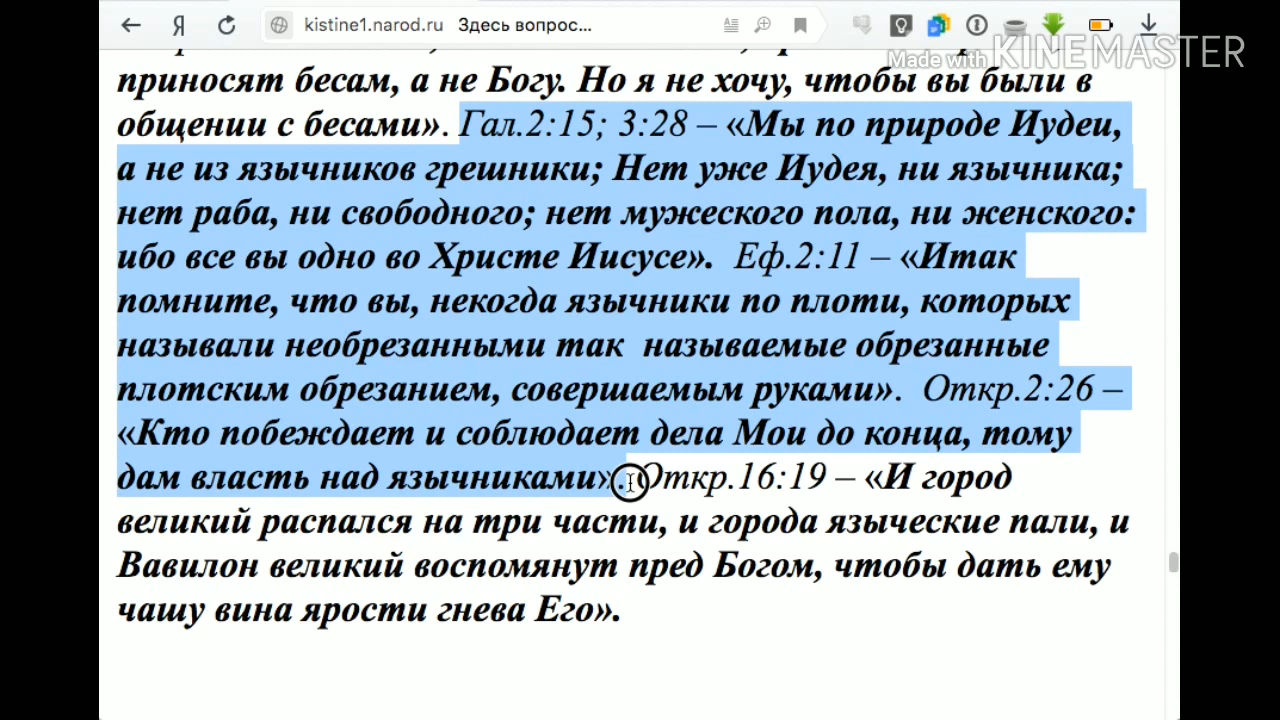 kistine1.narod.ru Здесь вопрос...
Made with KINEMASTER
приносят бесам, а не Богу. Но я не хочу, чтобы вы были в
общении с бесами». Гал.2:15; 3:28 – «Мы по природе Иудеи,
а не из язычников грешники; Нет уже Иудея, ни язычника;
нет раба, ни свободного; нет мужеского пола, ни женского:
ибо все вы одно во Христе Иисусе». Еф.2:11 – «Итак
помните, что вы, некогда язычники по плоти, которых
называли необрезанными так называемые обрезанные
плотским обрезанием, совершаемым руками». Откр.2:26 –
«Кто побеждает и соблюдает дела Мои до конца, тому
дам власть над язычниками». Откр.16:19 – «И город
великий распался на три части, и города языческие пали, и
Вавилон великий воспомянут пред Богом, чтобы дать ему
чашу вина ярости гнева Его».